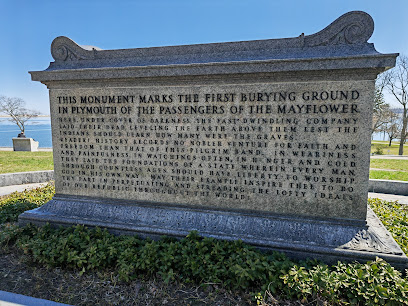 THIS MONUMENT MARKS THE FIRST BURYING GROUND
IN PLYMOUTH OF THE PASSENGERS OF THE MAYFLOWER
HERE UNDER COVER OF DARKNESS THE FAST DWINDLING COMPANY
LAID THEIR DEAD LEVELING THE EARTH ABOVE THEM LEST THE
INDIANS SHOULD LEARN HOW MANY WERE THE GRAVES
HISTORY RECORDS NO NOBLER VENTURE FOR FAITH AND
FREEDOM THAN THAT OF THIS PILGRIM BAND IN WEARINESS
AND PAINFULNESS IN WATCHINGS OFTEN IN HUNGER AND COLD
THEY LAID THE FOUNDATIONS OF A STATE WHEREIN EVERY MAN
THROUGH COUNTLESS AGES SHOULD HAVE LIBERTY TO WORSHIP
GOD IN HIS OWN WAY MAY THEIR EXAMPLE INSPIRE THEE TO DO
THY PART IN PERPETUATING AND SPREADING THE LOFTY IDEALS
OF OUR REPUBLIC THROUGHOUT THE WORLD